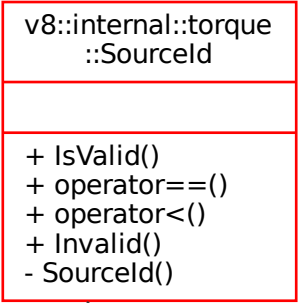 v8::internal::torque
::SourceId
+ IsValid()
+ operator==()
+ operator<()
+ Invalid()
- SourceId()